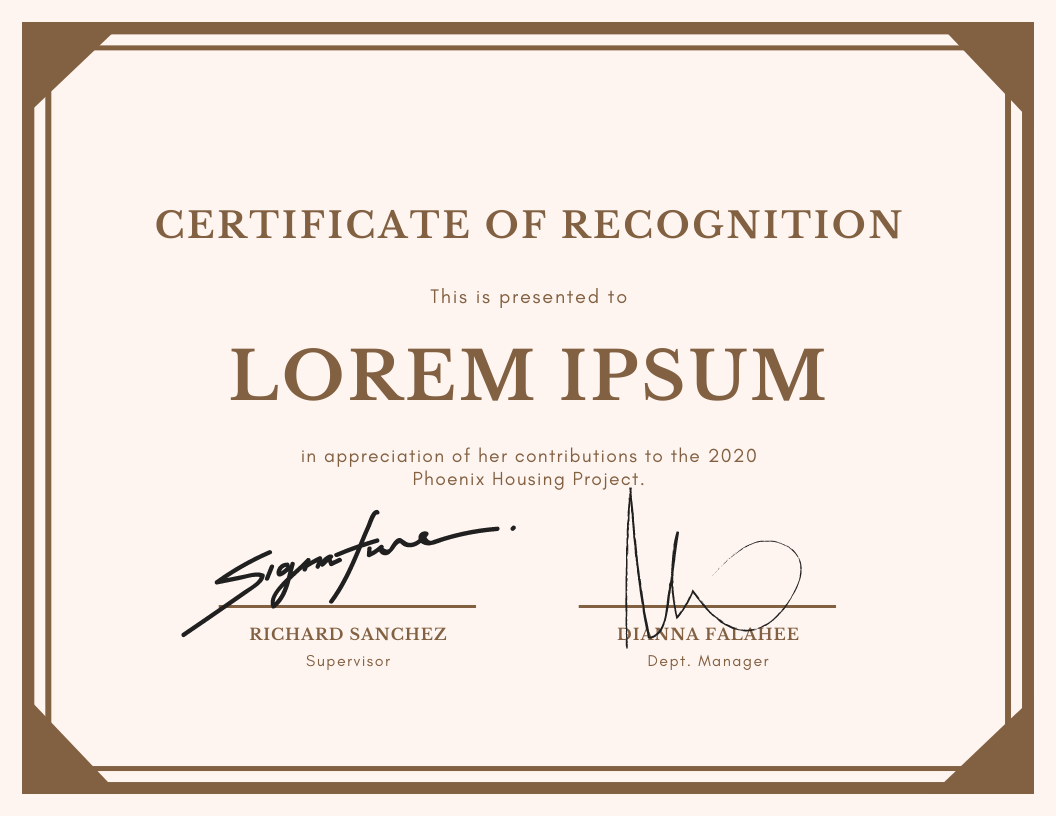 CERTIFICATE OF RECOGNITION
This is presented to
LOREM IPSUM
in appreciation of her contributions to the 2020
Phoenix Housing Project.
Signature
RICHARD SANCHEZ
DIANNA FALAHEE
Supervisor
Dept. Manager